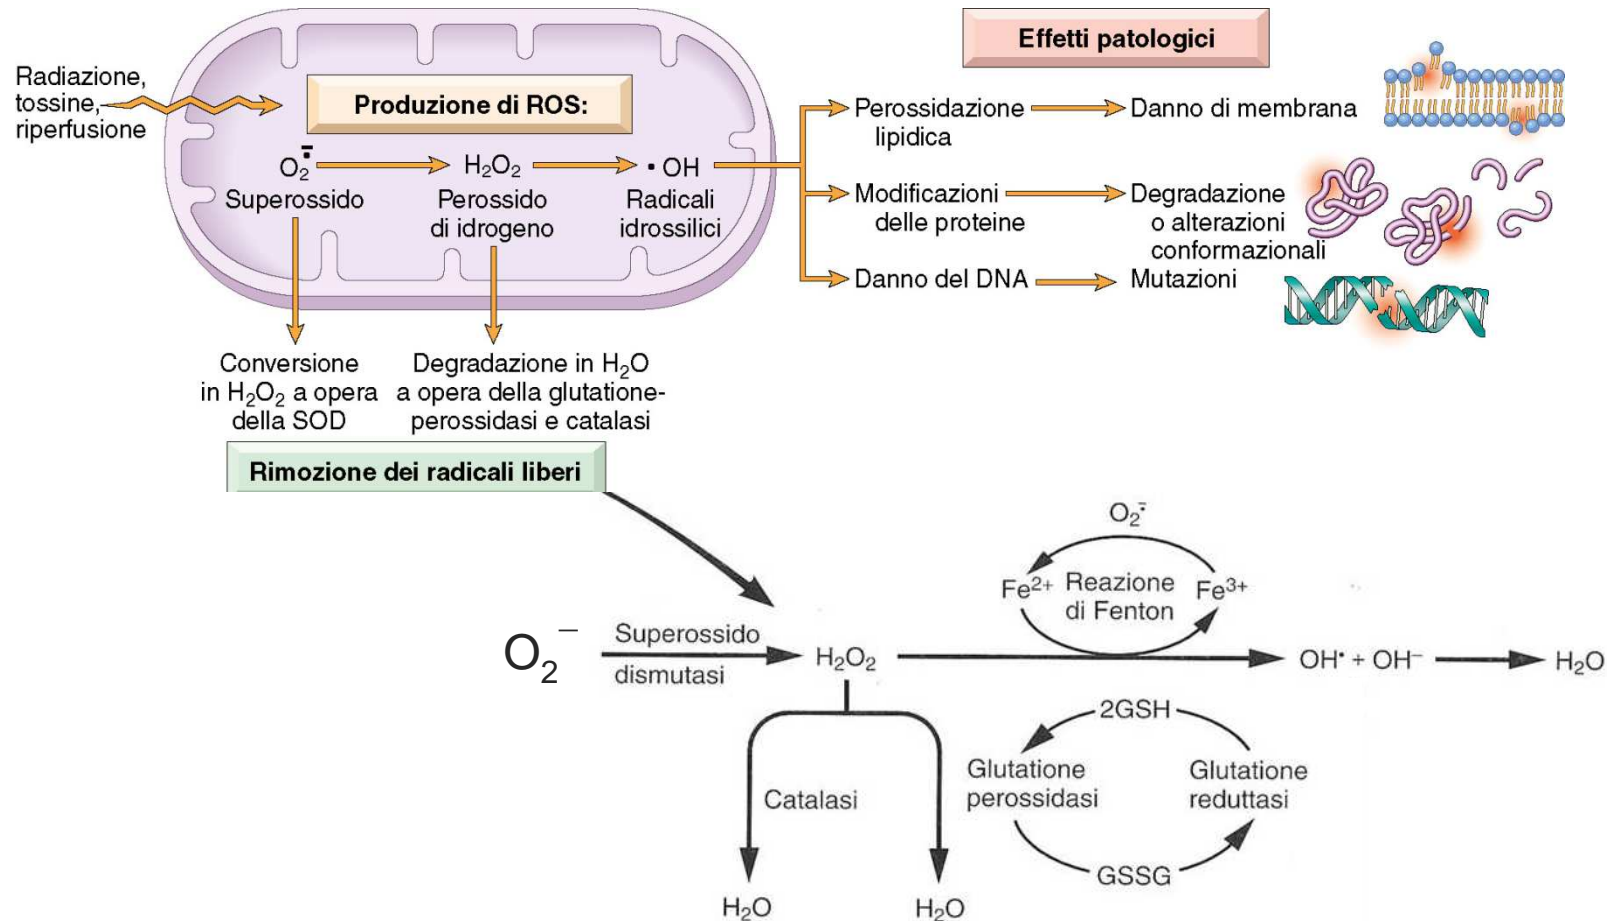 Effetti patologici
Radiazione,
tossine,
riperfusione
Produzione di ROS:
O₂•̄
Superossido
H₂O₂
Perossido
di idrogeno
• OH
Radicali
idrossilici
Perossidazione
lipidica
Danno di membrana
Modificazioni
delle proteine
Degradazione
o alterazioni
conformazionali
Danno del DNA
Mutazioni
Conversione
in H₂O₂ a opera
della SOD
Degradazione in H₂O
a opera della glutatione-
perossidasi e catalasi
Rimozione dei radicali liberi
O₂•̄
Fe²⁺
Reazione
di Fenton
Fe³⁺
O₂⁻
Superossido
dismutasi
H₂O₂
OH• + OH⁻
H₂O
2GSH
Glutatione
perossidasi
Glutatione
reduttasi
GSSG
Catalasi
H₂O
H₂O